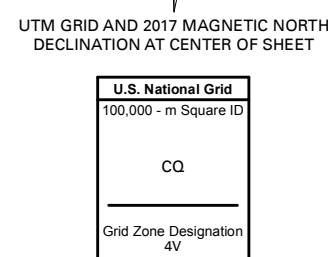 UTM GRID AND 2017 MAGNETIC NORTH
DECLINATION AT CENTER OF SHEET
U.S. National Grid
100,000 - m Square ID
CQ
Grid Zone Designation
4V